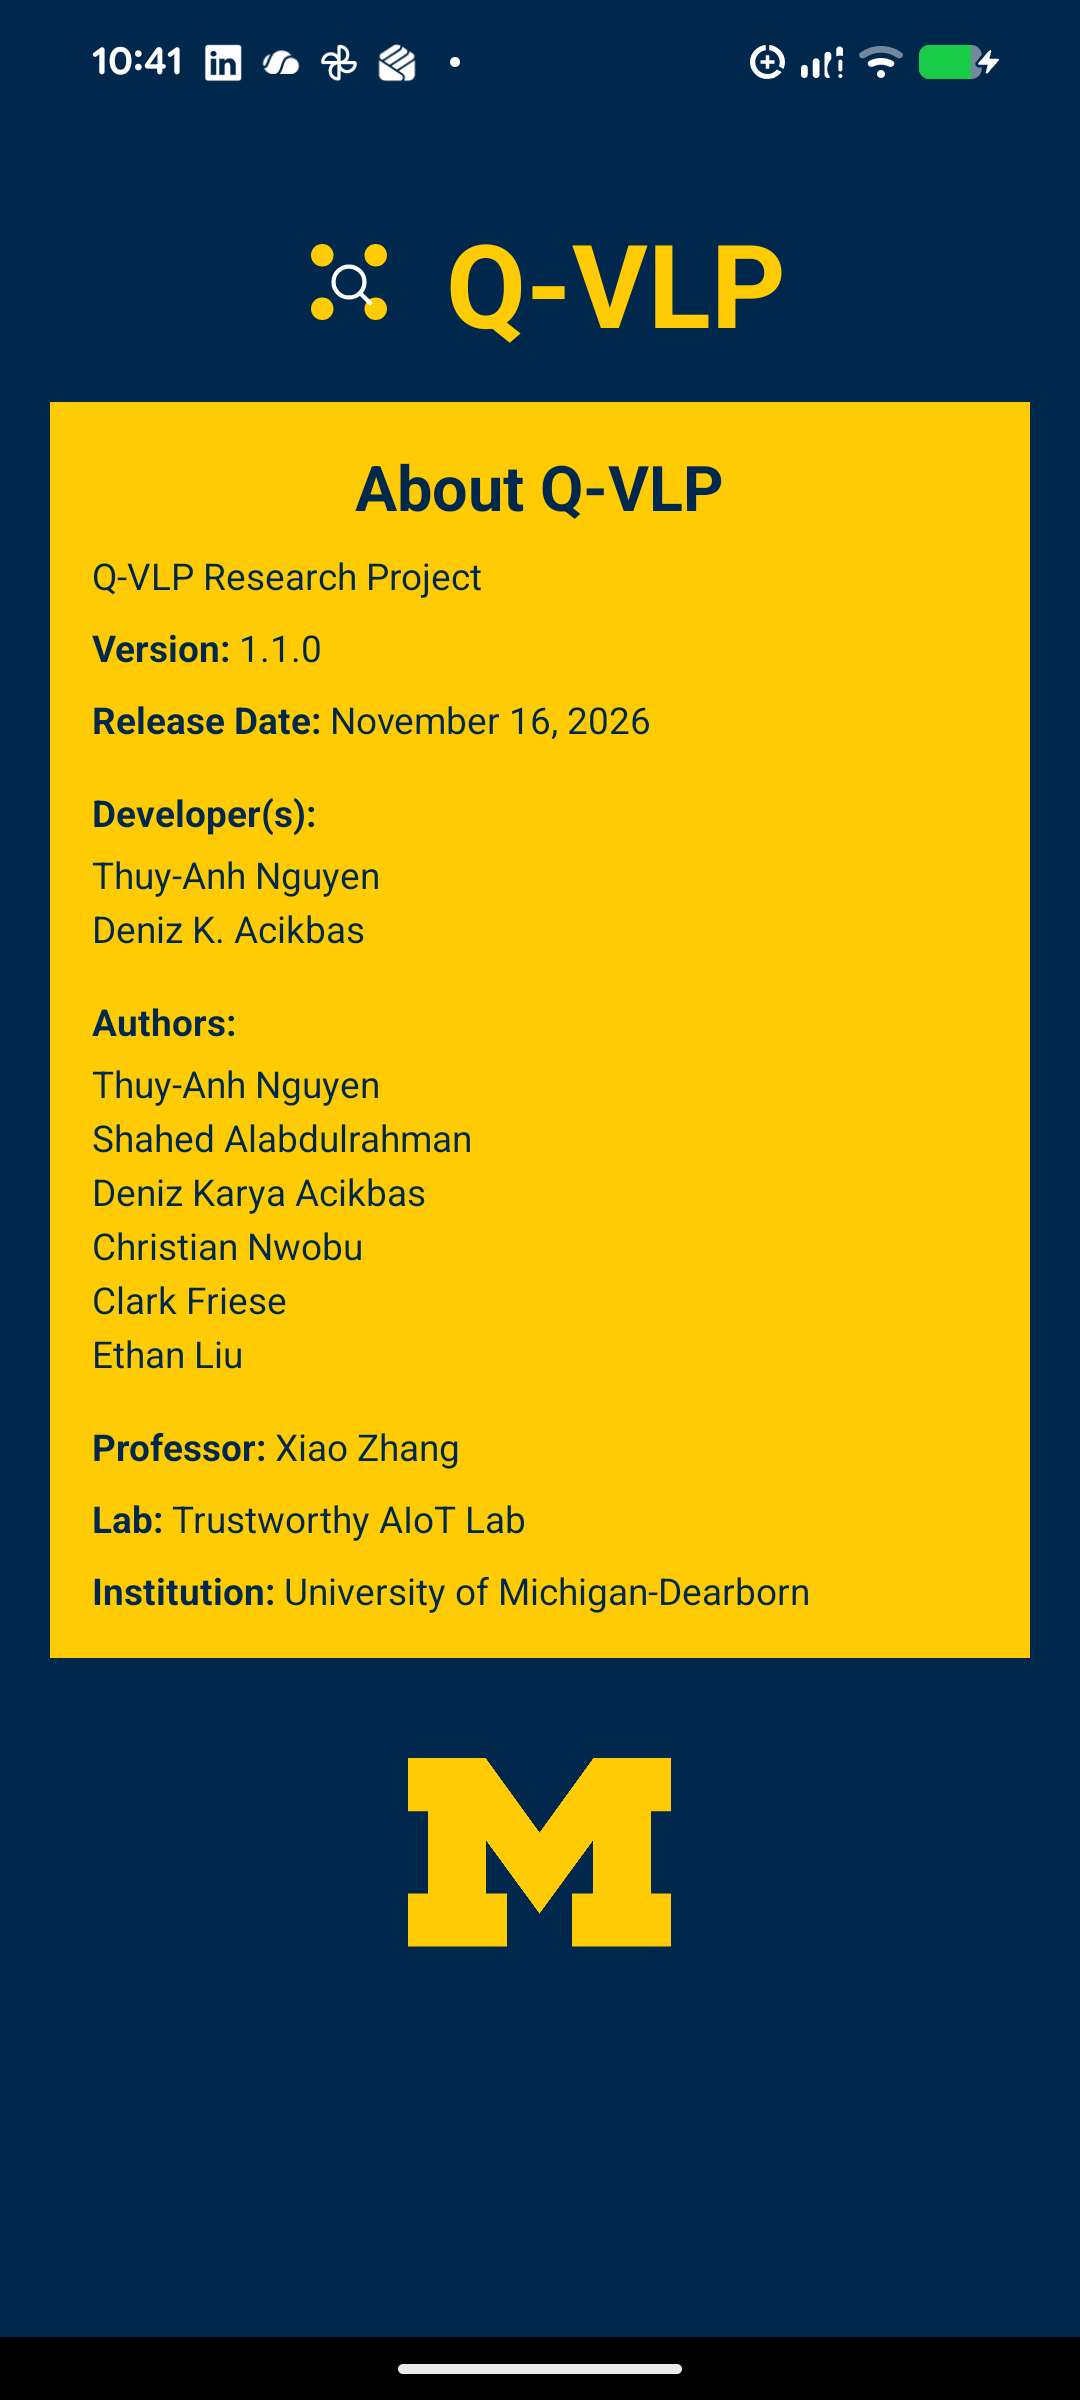 10:41
Q-VLP
About Q-VLP
Q-VLP Research Project
Version: 1.1.0
Release Date: November 16, 2026
Developer(s):
Thuy-Anh Nguyen
Deniz K. Acikbas
Authors:
Thuy-Anh Nguyen
Shahed Alabdulrahman
Deniz Karya Acikbas
Christian Nwobu
Clark Friese
Ethan Liu
Professor: Xiao Zhang
Lab: Trustworthy AIoT Lab
Institution: University of Michigan-Dearborn
M